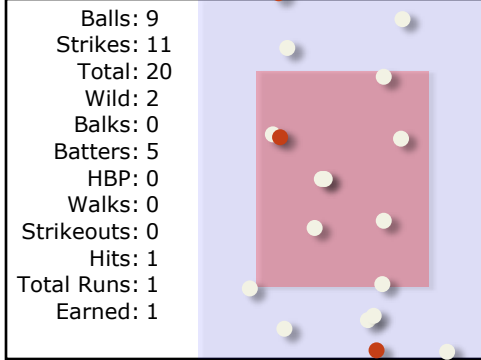 Balls: 9
Strikes: 11
Total: 20
Wild: 2
Balks: 0
Batters: 5
HBP: 0
Walks: 0
Strikeouts: 0
Hits: 1
Total Runs: 1
Earned: 1